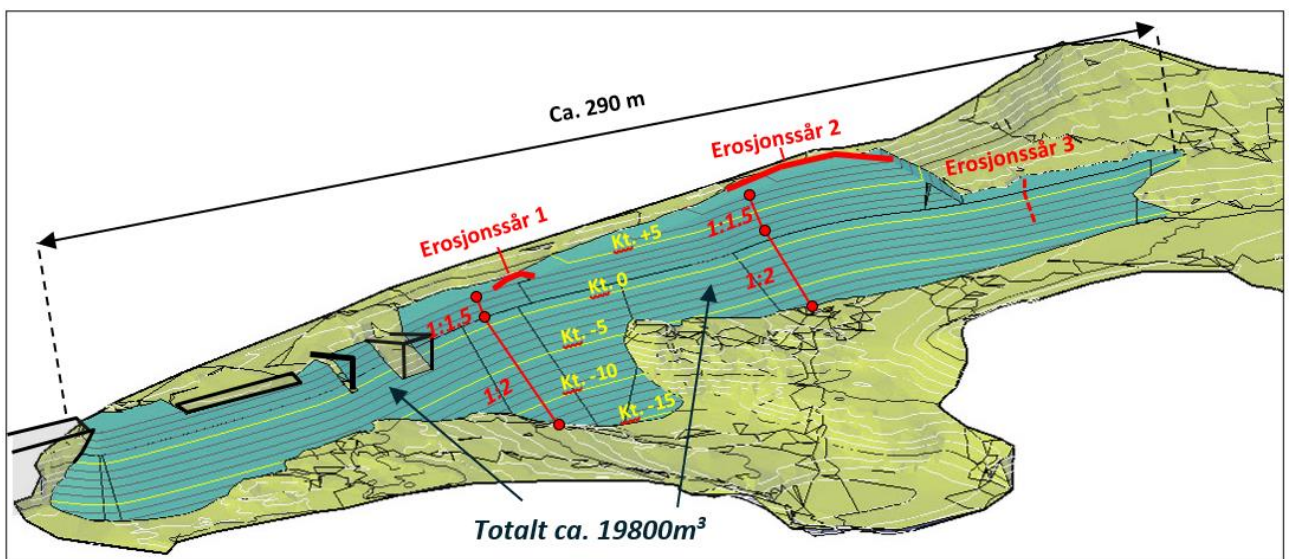 Ca. 290 m
Erosjonssår 2
Erosjonssår 3
Erosjonssår 1
1:1.5
Kt. +5
Kt. 0
1:2
1:1.5
Kt. -5
1:2
Kt. -10
Kt. -15
Totalt ca. 19800m³